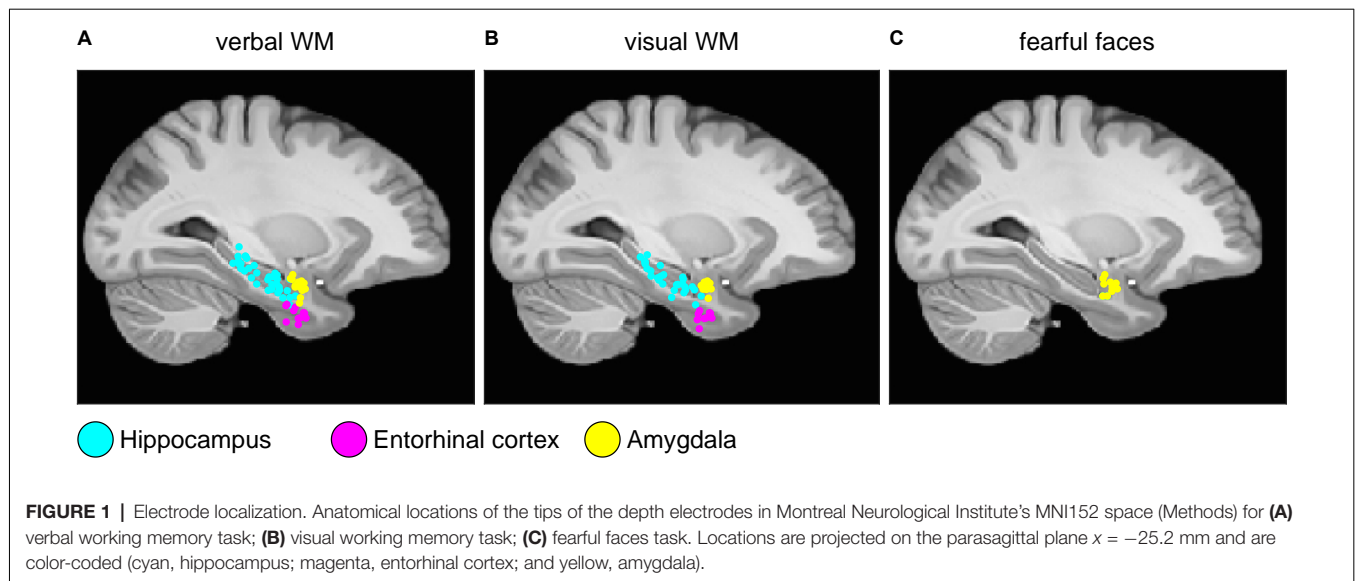 A verbal WM B visual WM C fearful faces
Hippocampus Entorhinal cortex Amygdala
FIGURE 1 | Electrode localization. Anatomical locations of the tips of the depth electrodes in Montreal Neurological Institute's MNI152 space (Methods) for (A)
verbal working memory task; (B) visual working memory task; (C) fearful faces task. Locations are projected on the parasagittal plane x = −25.2 mm and are
color-coded (cyan, hippocampus; magenta, entorhinal cortex; and yellow, amygdala).